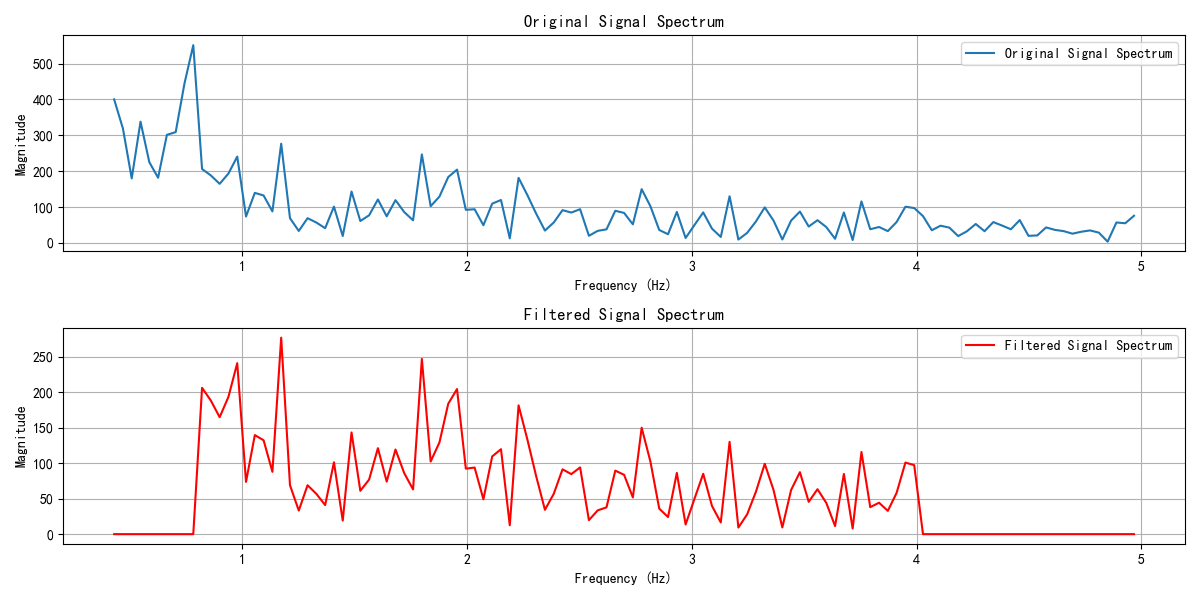 Original Signal Spectrum
Original Signal Spectrum
Magnitude
500
400
300
200
100
0
1
2
3
4
5
Frequency (Hz)
Filtered Signal Spectrum
Filtered Signal Spectrum
Magnitude
250
200
150
100
50
0
1
2
3
4
5
Frequency (Hz)